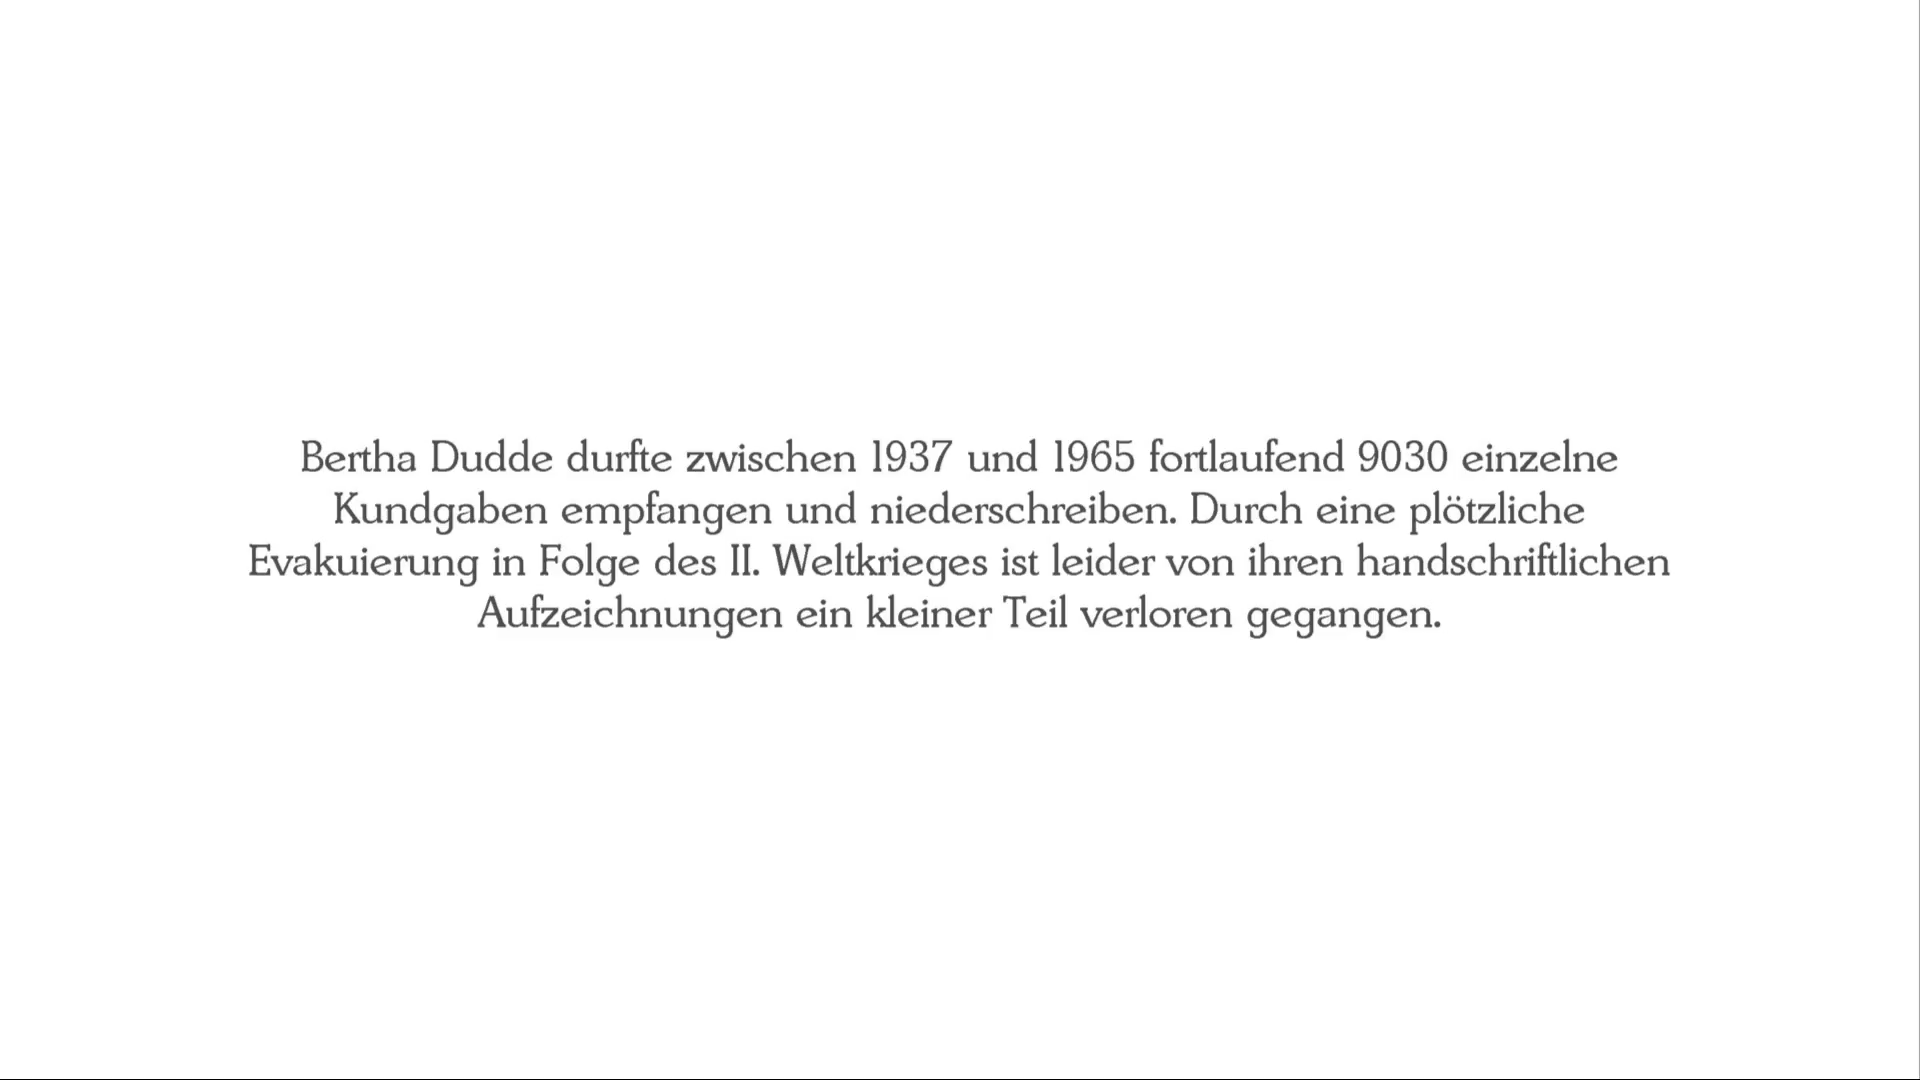 Bertha Dudde durfte zwischen 1937 und 1965 fortlaufend 9030 einzelne
Kundgaben empfangen und niederschreiben. Durch eine plötzliche
Evakuierung in Folge des II. Weltkrieges ist leider von ihren handschriftlichen
Aufzeichnungen ein kleiner Teil verloren gegangen.